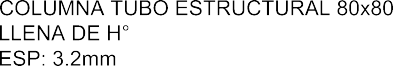 COLUMNA TUBO ESTRUCTURAL 80x80
LLENA DE H°
ESP: 3.2mm